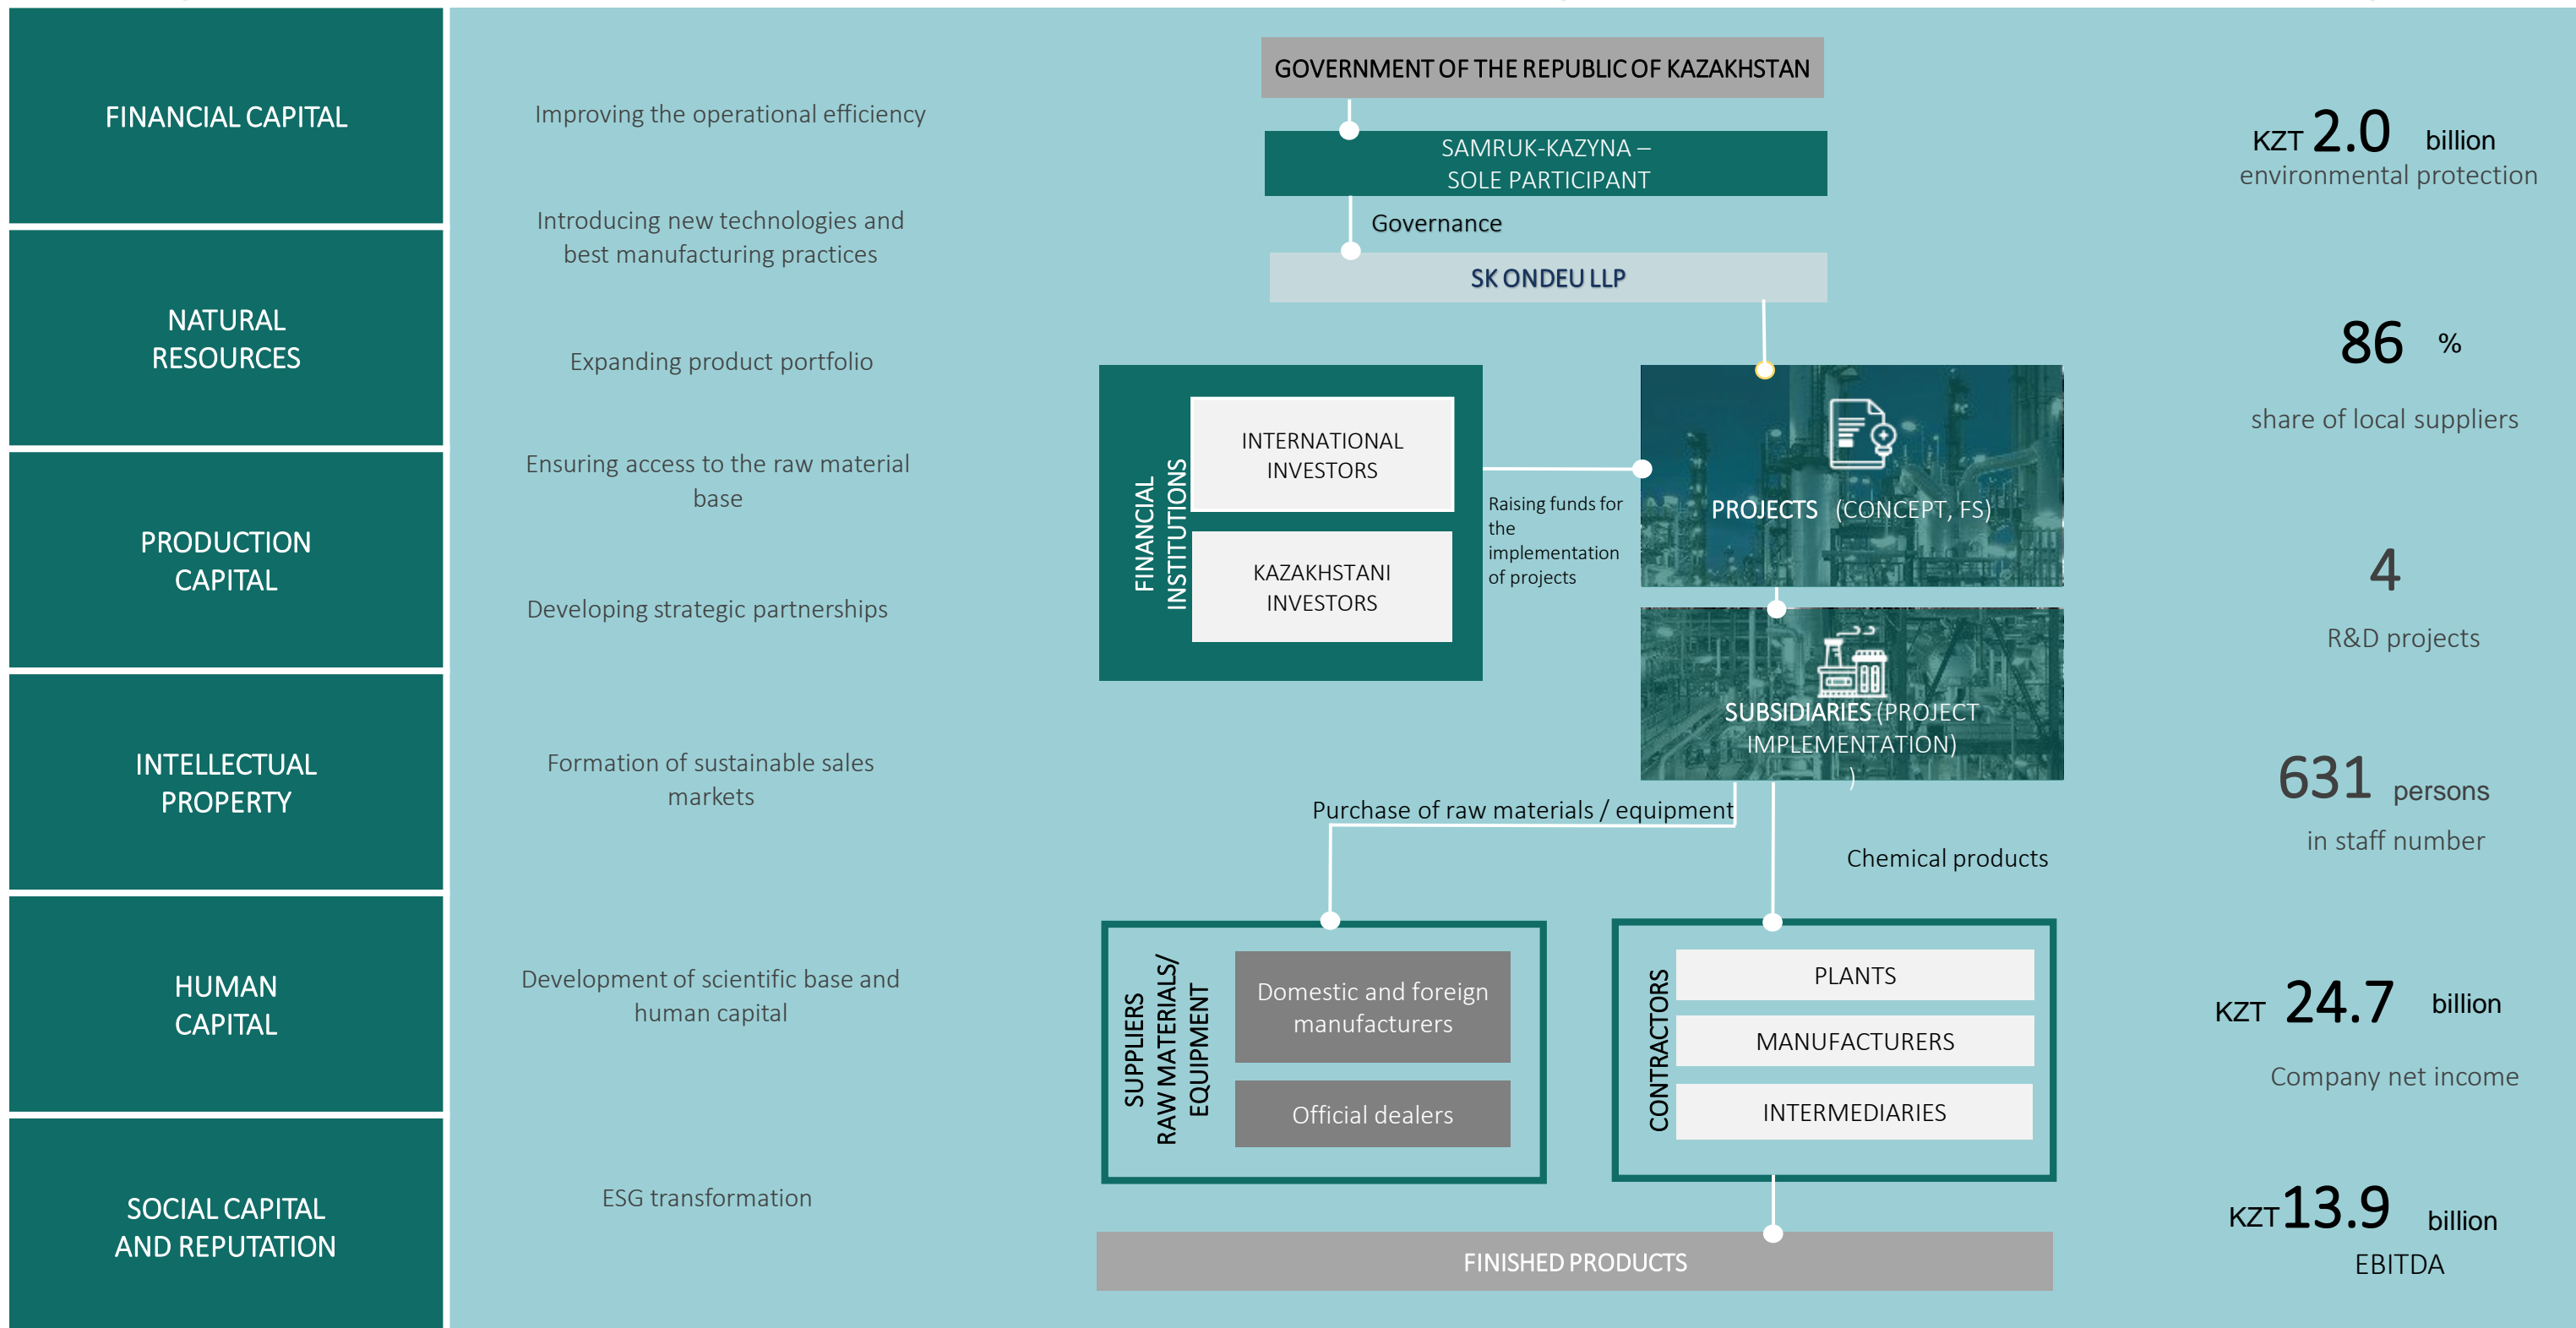 FINANCIAL CAPITAL
NATURAL
RESOURCES
PRODUCTION
CAPITAL
INTELLECTUAL
PROPERTY
HUMAN
CAPITAL
SOCIAL CAPITAL
AND REPUTATION
Improving the operational efficiency
Introducing new technologies and
best manufacturing practices
Expanding product portfolio
Ensuring access to the raw material
base
Developing strategic partnerships
Formation of sustainable sales
markets
Development of scientific base and
human capital
ESG transformation
GOVERNMENT OF THE REPUBLIC OF KAZAKHSTAN
SAMRUK-KAZYNA –
SOLE PARTICIPANT
Governance
SK ONDEU LLP
FINANCIAL
INSTITUTIONS
INTERNATIONAL
INVESTORS
KAZAKHSTANI
INVESTORS
Raising funds for
the
implementation
of projects
PROJECTS (CONCEPT, FS)
SUBSIDIARIES (PROJECT
IMPLEMENTATION)
)
Purchase of raw materials / equipment
Chemical products
SUPPLIERS
RAW MATERIALS/
EQUIPMENT
Domestic and foreign
manufacturers
Official dealers
CONTRACTORS
PLANTS
MANUFACTURERS
INTERMEDIARIES
FINISHED PRODUCTS
KZT 2.0 billion
environmental protection
86 %
share of local suppliers
4
R&D projects
631 persons
in staff number
KZT 24.7 billion
Company net income
KZT 13.9 billion
EBITDA